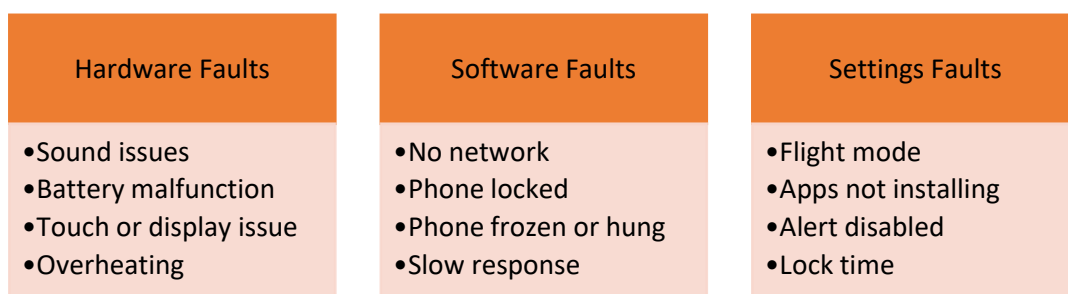 Hardware Faults
•Sound issues
•Battery malfunction
•Touch or display issue
•Overheating
Software Faults
•No network
•Phone locked
•Phone frozen or hung
•Slow response
Settings Faults
•Flight mode
•Apps not installing
•Alert disabled
•Lock time